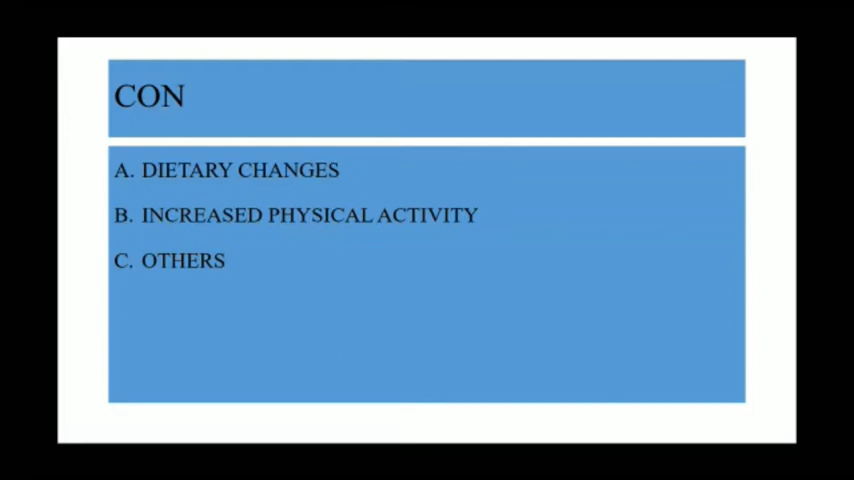 CON
A. DIETARY CHANGES
B. INCREASED PHYSICAL ACTIVITY
C. OTHERS